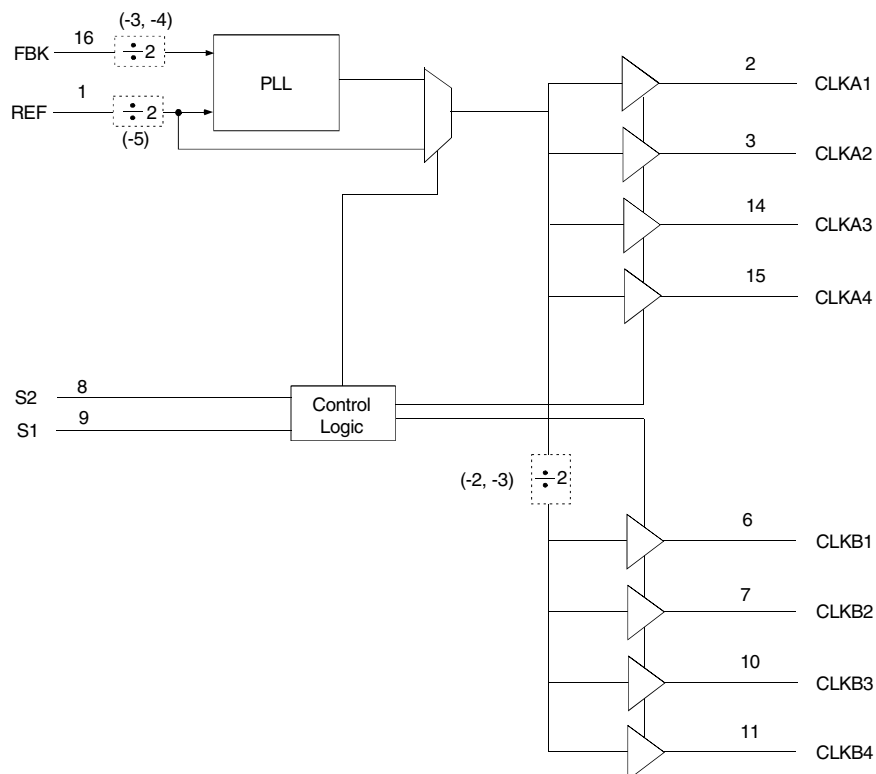 (-3, -4)
FBK 16 ÷ 2
PLL
REF 1 ÷ 2
(-5)
2 CLKA1
3 CLKA2
14 CLKA3
15 CLKA4
S2 8
S1 9
Control
Logic
(-2, -3) ÷ 2
6 CLKB1
7 CLKB2
10 CLKB3
11 CLKB4